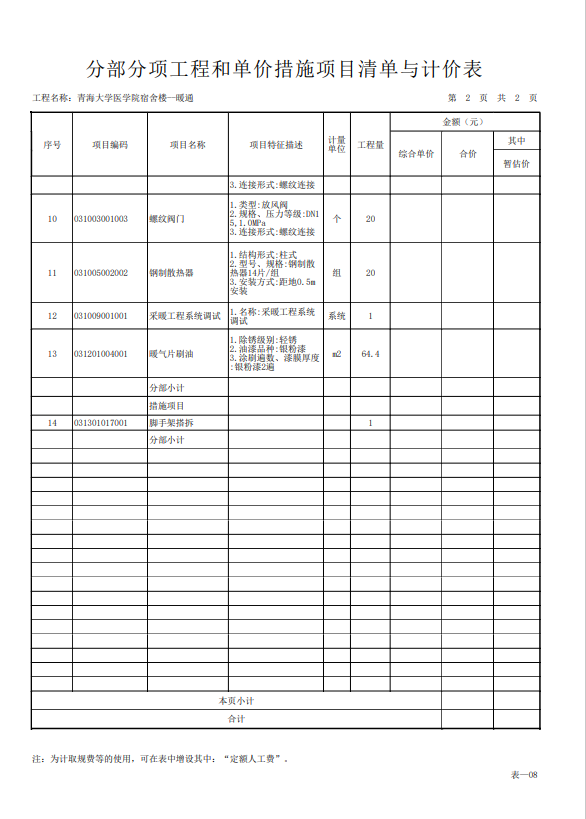 分部分项工程和单价措施项目清单与计价表
工程名称：青海大学医学院宿舍楼—暖通 第 2 页 共 2 页
序号 项目编码 项目名称 项目特征描述 计量单位 工程量 金额（元）
综合单价 合价 其中
暂估价
3.连接形式:螺纹连接
10 031003001003 螺纹阀门 1.类型:放风阀
2.规格、压力等级:DN1
5,1.0MPa
3.连接形式:螺纹连接 个 20
11 031005002002 钢制散热器 1.结构形式:柱式
2.型号、规格:钢制散
热器14片/组
3.安装方式:距地0.5m
安装 组 20
12 031009001001 采暖工程系统调试 1.名称:采暖工程系统
调试 系统 1
13 031201004001 暖气片刷油 1.除锈级别:轻锈
2.油漆品种:银粉漆
3.涂刷遍数、漆膜厚度
:银粉漆2遍 m2 64.4
分部小计
措施项目
14 031301017001 脚手架搭拆 1
分部小计
本页小计
合计
注：为计取规费等的使用，可在表中增设其中：“定额人工费”。
表—08